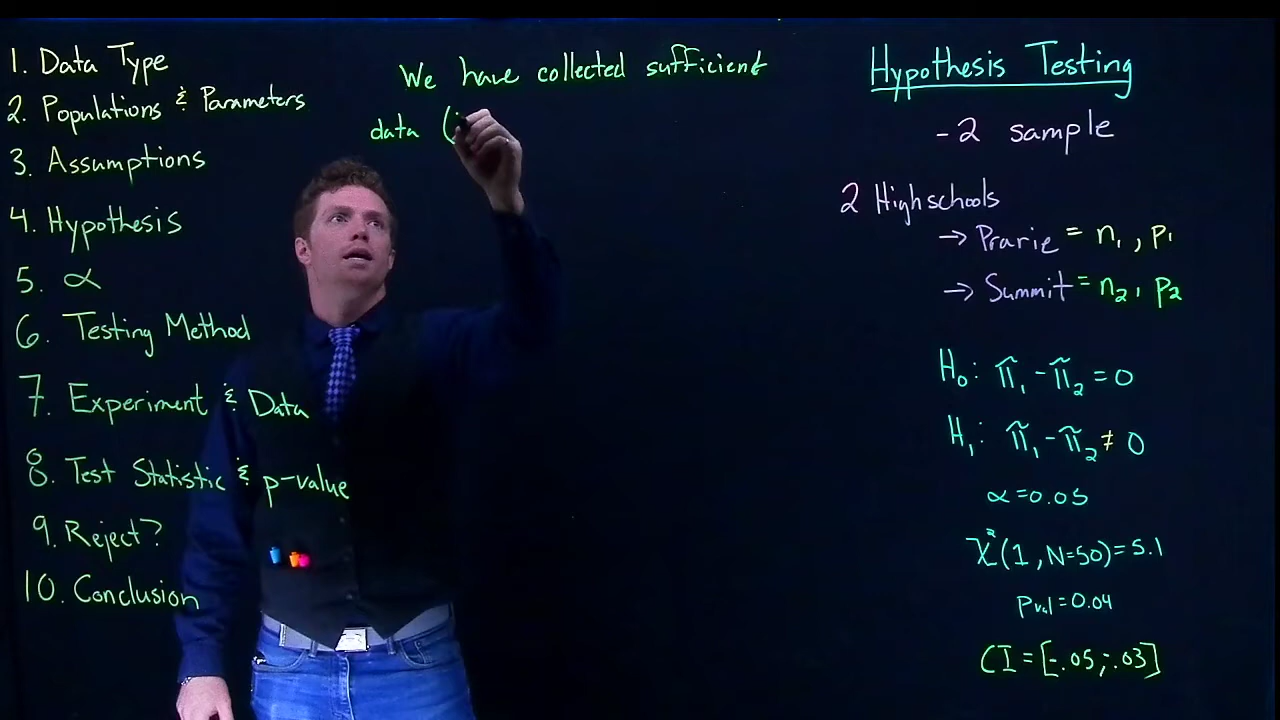 1. Data Type
2. Populations & Parameters
3. Assumptions
4. Hypothesis
5. α
6. Testing Method
7. Experiment & Data
8. Test Statistic & p-value
9. Reject?
10. Conclusion
We have collected sufficient
data (
Hypothesis Testing
- 2 sample
2 Highschools
→ Prarie = n₁, p₁
→ Summit = n₂, p₂
H₀: π̃₁ - π̃₂ = 0
H₁: π̃₁ - π̃₂ ≠ 0
α = 0.05
χ²(1, N=50) = 5.1
Pval = 0.04
CI = [-.05, -.03]